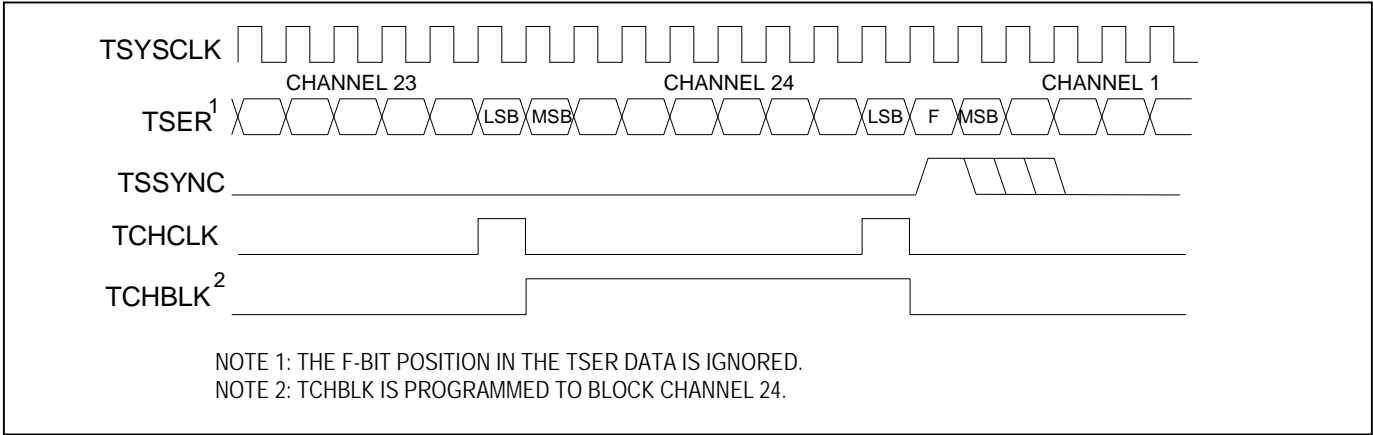 TSYSCLK
CHANNEL 23 CHANNEL 24 CHANNEL 1
TSER1 LSB MSB LSB F MSB
TSSYNC
TCHCLK
TCHBLK2
NOTE 1: THE F-BIT POSITION IN THE TSER DATA IS IGNORED.
NOTE 2: TCHBLK IS PROGRAMMED TO BLOCK CHANNEL 24.